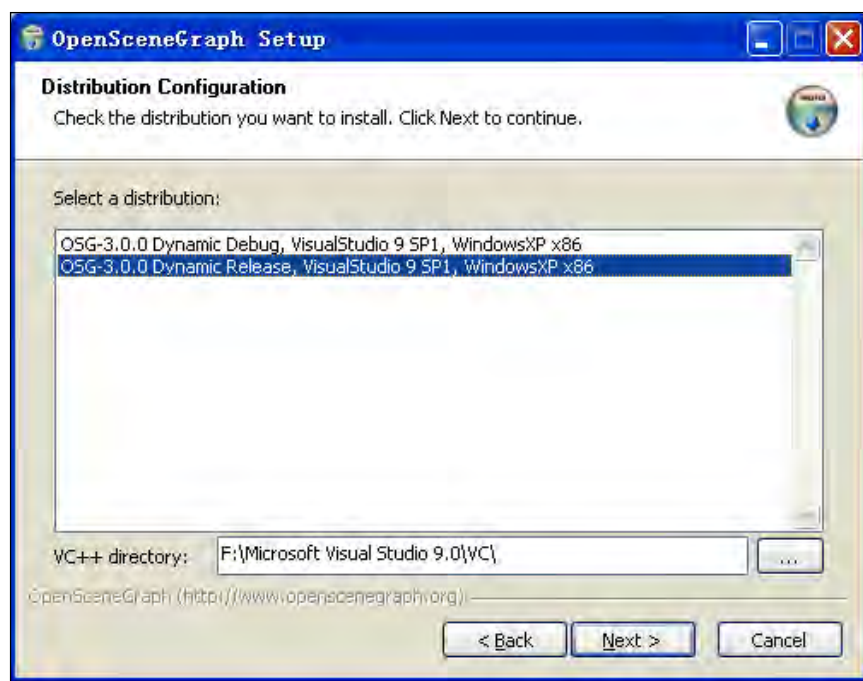 OpenSceneGraph Setup
Distribution Configuration
Check the distribution you want to install. Click Next to continue.
Select a distribution:
OSG-3.0.0 Dynamic Debug, VisualStudio 9 SP1, WindowsXP x86
OSG-3.0.0 Dynamic Release, VisualStudio 9 SP1, WindowsXP x86
VC++ directory: F:\Microsoft Visual Studio 9.0\VC\ ...
OpenSceneGraph (http://www.openscenegraph.org)
< Back Next > Cancel